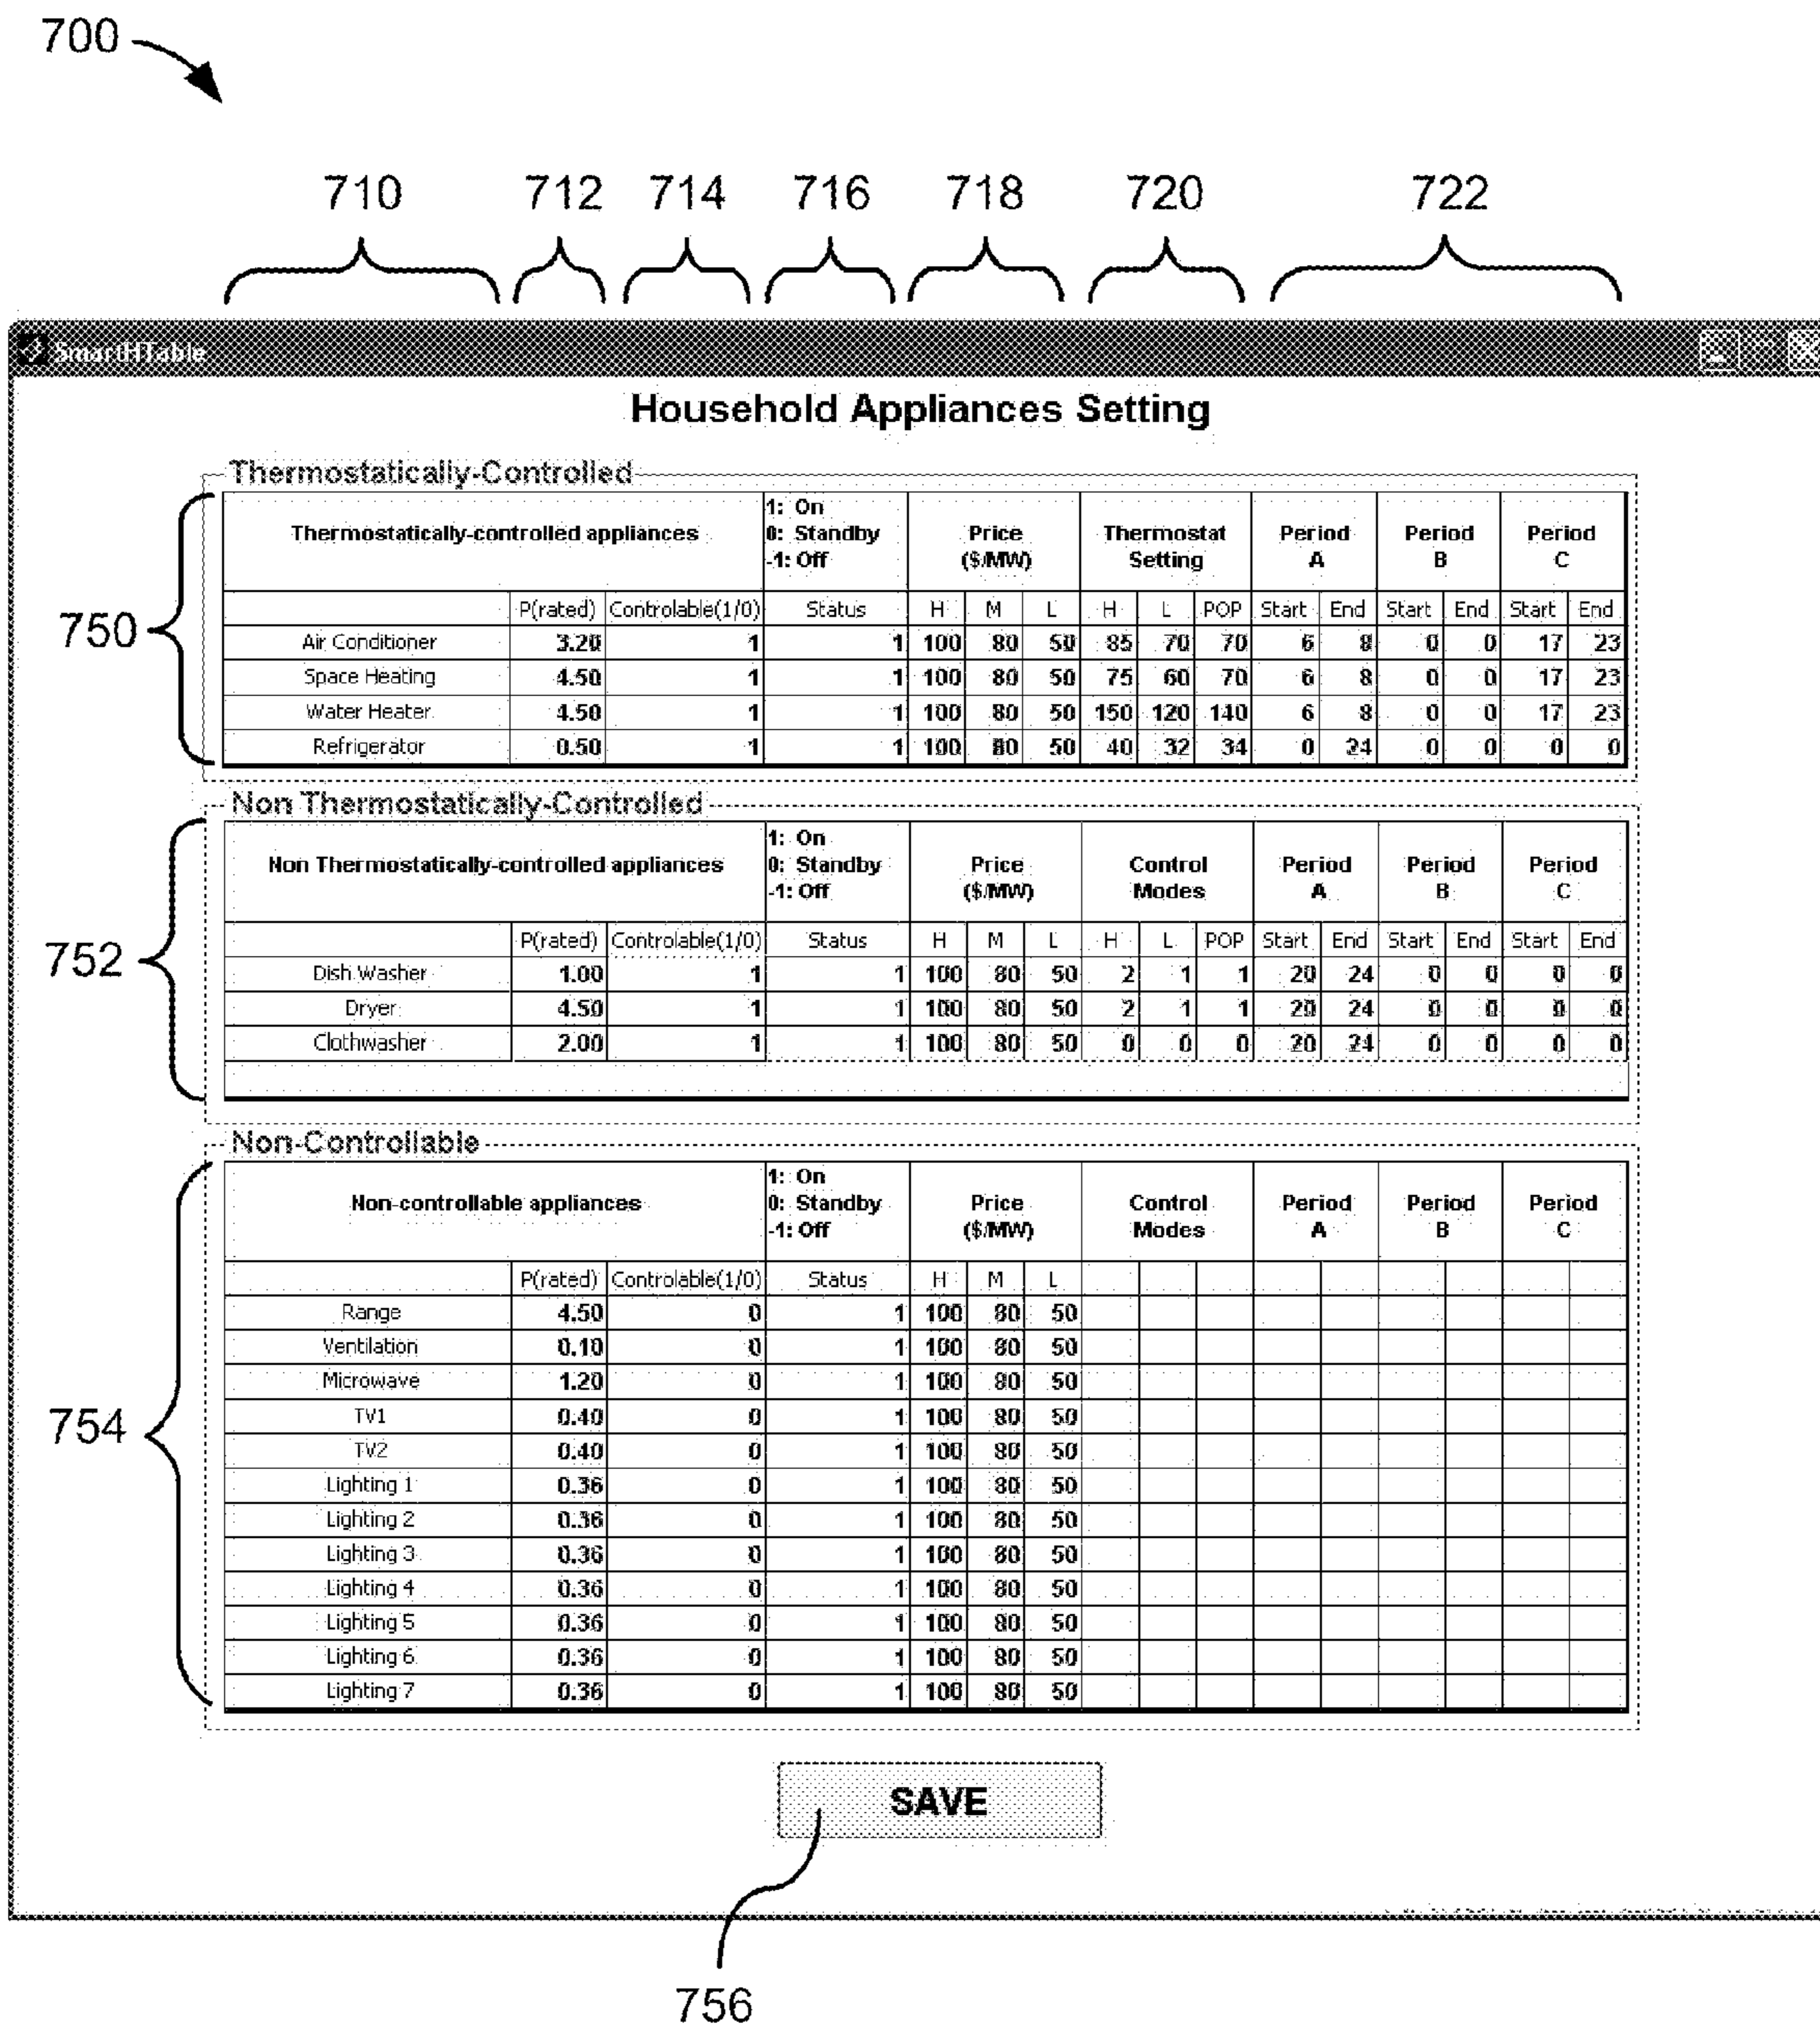 700
710 712 714 716 718 720 722
SmartHTable
Household Appliances Setting
Thermostatically-Controlled
750
Thermostatically-controlled appliances
1: On
0: Standby
-1: Off
Price
($/MW)
Thermostat
Setting
Period
A
Period
B
Period
C
P(rated) Controlable(1/0) Status H M L H L POP Start End Start End Start End
Air Conditioner 3.20 1 1 100 80 50 85 70 70 6 8 0 0 17 23
Space Heating 4.50 1 1 100 80 50 75 60 70 6 8 0 0 17 23
Water Heater 4.50 1 1 100 80 50 150 120 140 6 8 0 0 17 23
Refrigerator 0.50 1 1 100 80 50 40 32 34 0 24 0 0 0 0
Non Thermostatically-Controlled
752
Non Thermostatically-controlled appliances
1: On
0: Standby
-1: Off
Price
($/MW)
Control
Modes
Period
A
Period
B
Period
C
P(rated) Controlable(1/0) Status H M L H L POP Start End Start End Start End
Dish Washer 1.00 1 1 100 80 50 2 1 1 20 24 0 0 0 0
Dryer 4.50 1 1 100 80 50 2 1 1 20 24 0 0 0 0
Clothwasher 2.00 1 1 100 80 50 0 0 0 20 24 0 0 0 0
Non-Controllable
754
Non-controllable appliances
1: On
0: Standby
-1: Off
Price
($/MW)
Control
Modes
Period
A
Period
B
Period
C
P(rated) Controlable(1/0) Status H M L
Range 4.50 0 1 100 80 50
Ventilation 0.10 0 1 100 80 50
Microwave 1.20 0 1 100 80 50
TV1 0.40 0 1 100 80 50
TV2 0.40 0 1 100 80 50
Lighting 1 0.36 0 1 100 80 50
Lighting 2 0.36 0 1 100 80 50
Lighting 3 0.36 0 1 100 80 50
Lighting 4 0.36 0 1 100 80 50
Lighting 5 0.36 0 1 100 80 50
Lighting 6 0.36 0 1 100 80 50
Lighting 7 0.36 0 1 100 80 50
SAVE
756